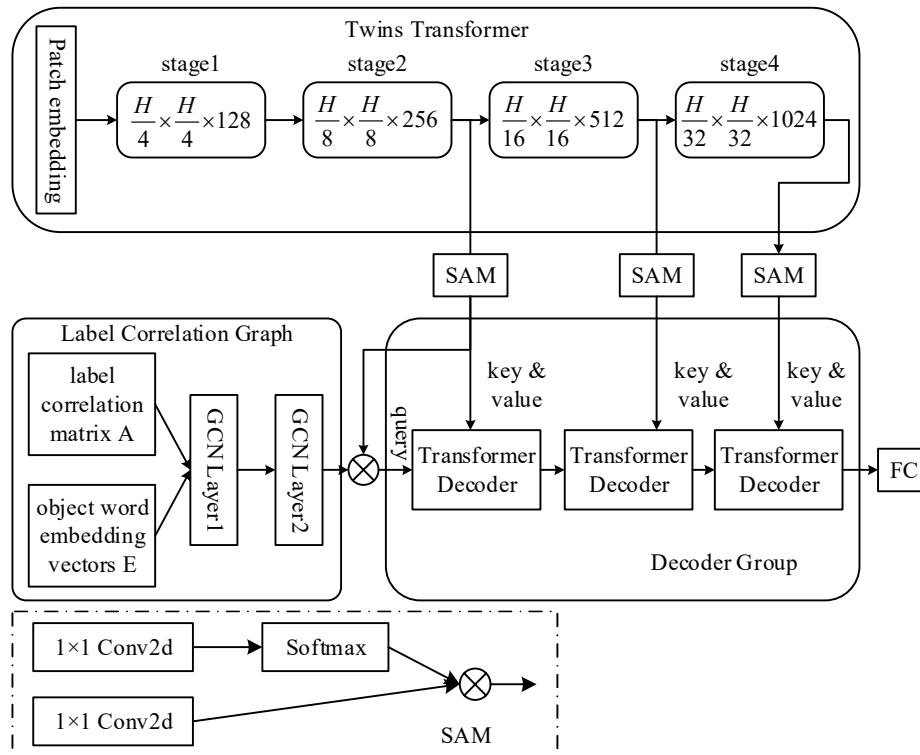 Twins Transformer
Patch embedding
stage1
stage2
stage3
stage4
H/4 × H/4 ×128
H/8 × H/8 ×256
H/16 × H/16 ×512
H/32 × H/32 ×1024
SAM
SAM
SAM
Label Correlation Graph
label
correlation
matrix A
object word
embedding
vectors E
GCN Layer1
GCN Layer2
query
key &
value
key &
value
key &
value
Transformer
Decoder
Transformer
Decoder
Transformer
Decoder
FC
Decoder Group
1×1 Conv2d
Softmax
1×1 Conv2d
SAM